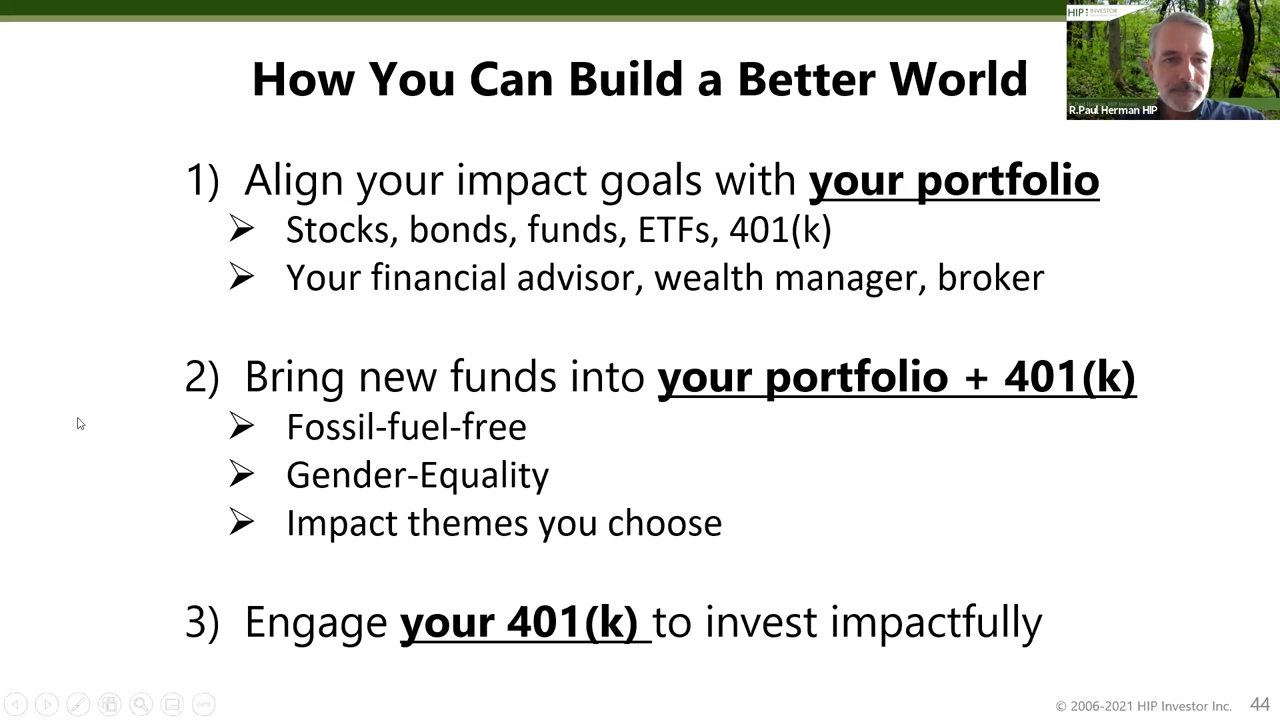 HIP INVESTOR
R.Paul Herman HIP
How You Can Build a Better World
1) Align your impact goals with your portfolio
Stocks, bonds, funds, ETFs, 401(k)
Your financial advisor, wealth manager, broker
2) Bring new funds into your portfolio + 401(k)
Fossil-fuel-free
Gender-Equality
Impact themes you choose
3) Engage your 401(k) to invest impactfully
© 2006-2021 HIP Investor Inc. 44